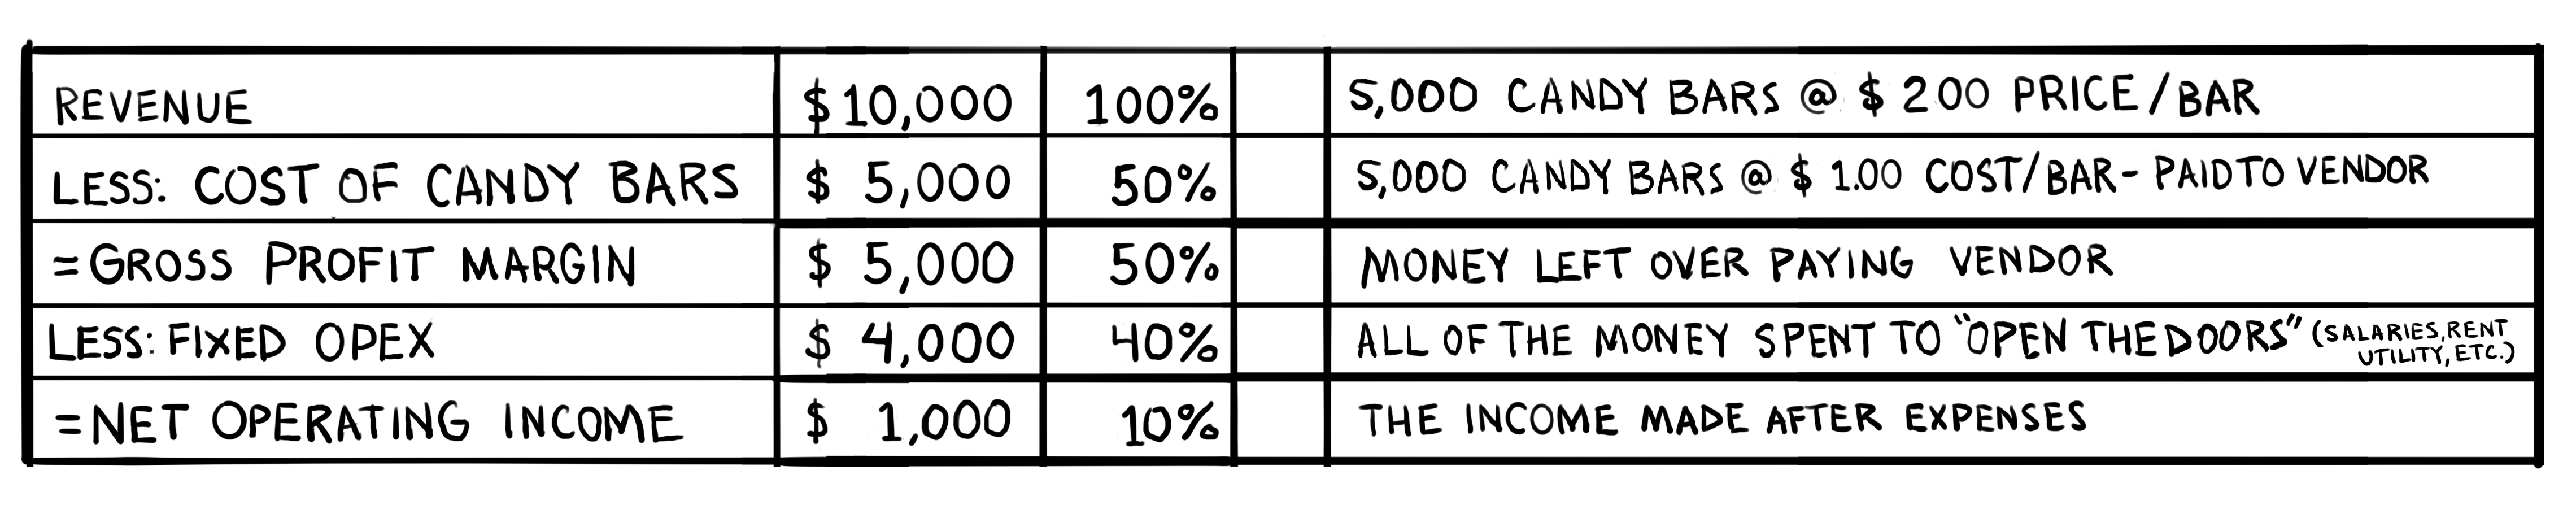 REVENUE $ 10,000 100% 5,000 CANDY BARS @ $ 2.00 PRICE/BAR
LESS: COST OF CANDY BARS $ 5,000 50% 5,000 CANDY BARS @ $ 1.00 COST/BAR - PAID TO VENDOR
= GROSS PROFIT MARGIN $ 5,000 50% MONEY LEFT OVER PAYING VENDOR
LESS: FIXED OPEX $ 4,000 40% ALL OF THE MONEY SPENT TO "OPEN THE DOORS" (SALARIES, RENT
UTILITY, ETC.)
= NET OPERATING INCOME $ 1,000 10% THE INCOME MADE AFTER EXPENSES